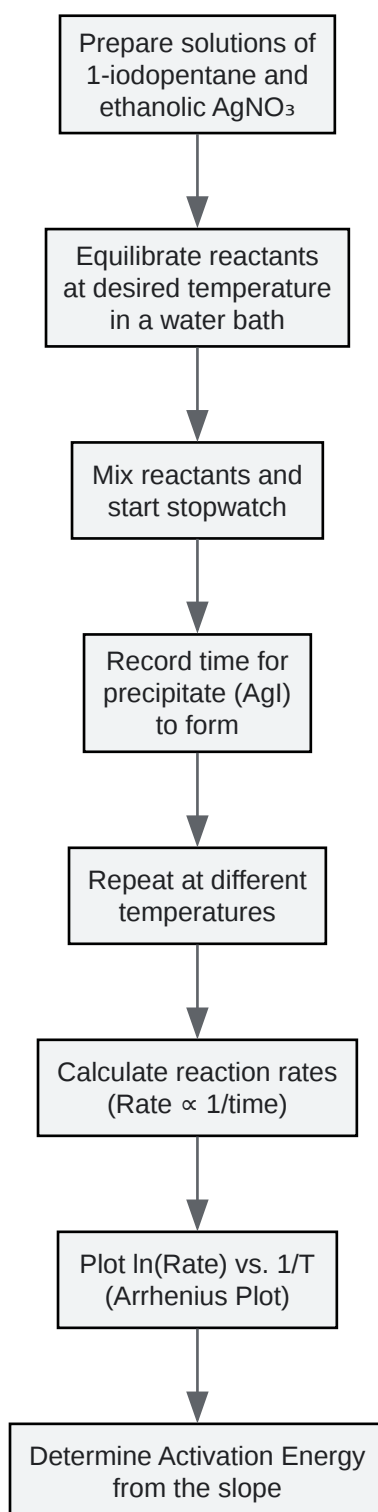 Prepare solutions of
1-iodopentane and
ethanolic AgNO₃
Equilibrate reactants
at desired temperature
in a water bath
Mix reactants and
start stopwatch
Record time for
precipitate (AgI)
to form
Repeat at different
temperatures
Calculate reaction rates
(Rate ∝ 1/time)
Plot ln(Rate) vs. 1/T
(Arrhenius Plot)
Determine Activation Energy
from the slope